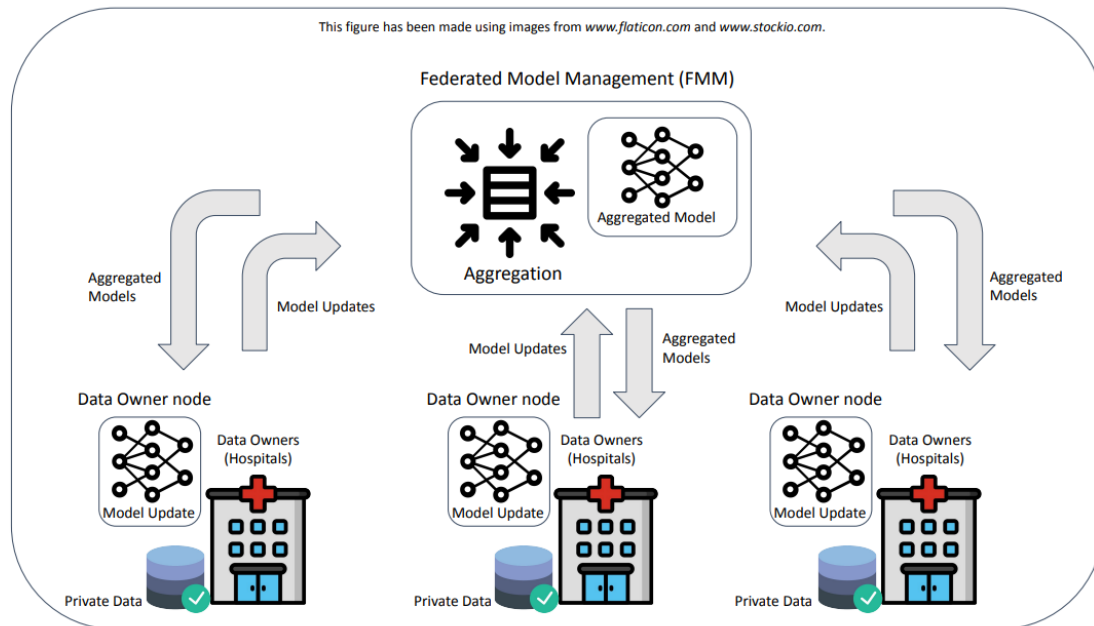 This figure has been made using images from www.flaticon.com and www.stockio.com.
Federated Model Management (FMM)
Aggregated Model
Aggregation
Aggregated
Models
Model Updates
Model Updates
Aggregated
Models
Model Updates
Aggregated
Models
Data Owner node
Data Owners
(Hospitals)
Model Update
Private Data
Data Owner node
Data Owners
(Hospitals)
Model Update
Private Data
Data Owner node
Data Owners
(Hospitals)
Model Update
Private Data